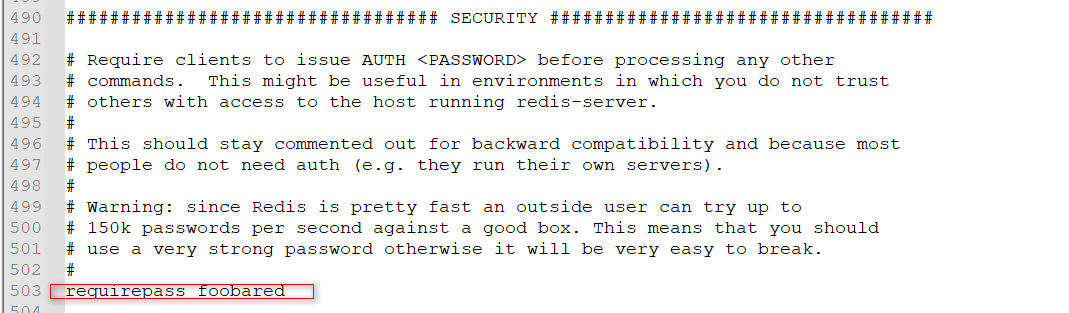 490 ################################## SECURITY ###################################
491
492 # Require clients to issue AUTH <PASSWORD> before processing any other
493 # commands.  This might be useful in environments in which you do not trust
494 # others with access to the host running redis-server.
495 #
496 # This should stay commented out for backward compatibility and because most
497 # people do not need auth (e.g. they run their own servers).
498 #
499 # Warning: since Redis is pretty fast an outside user can try up to
500 # 150k passwords per second against a good box. This means that you should
501 # use a very strong password otherwise it will be very easy to break.
502 #
503 requirepass foobared
504